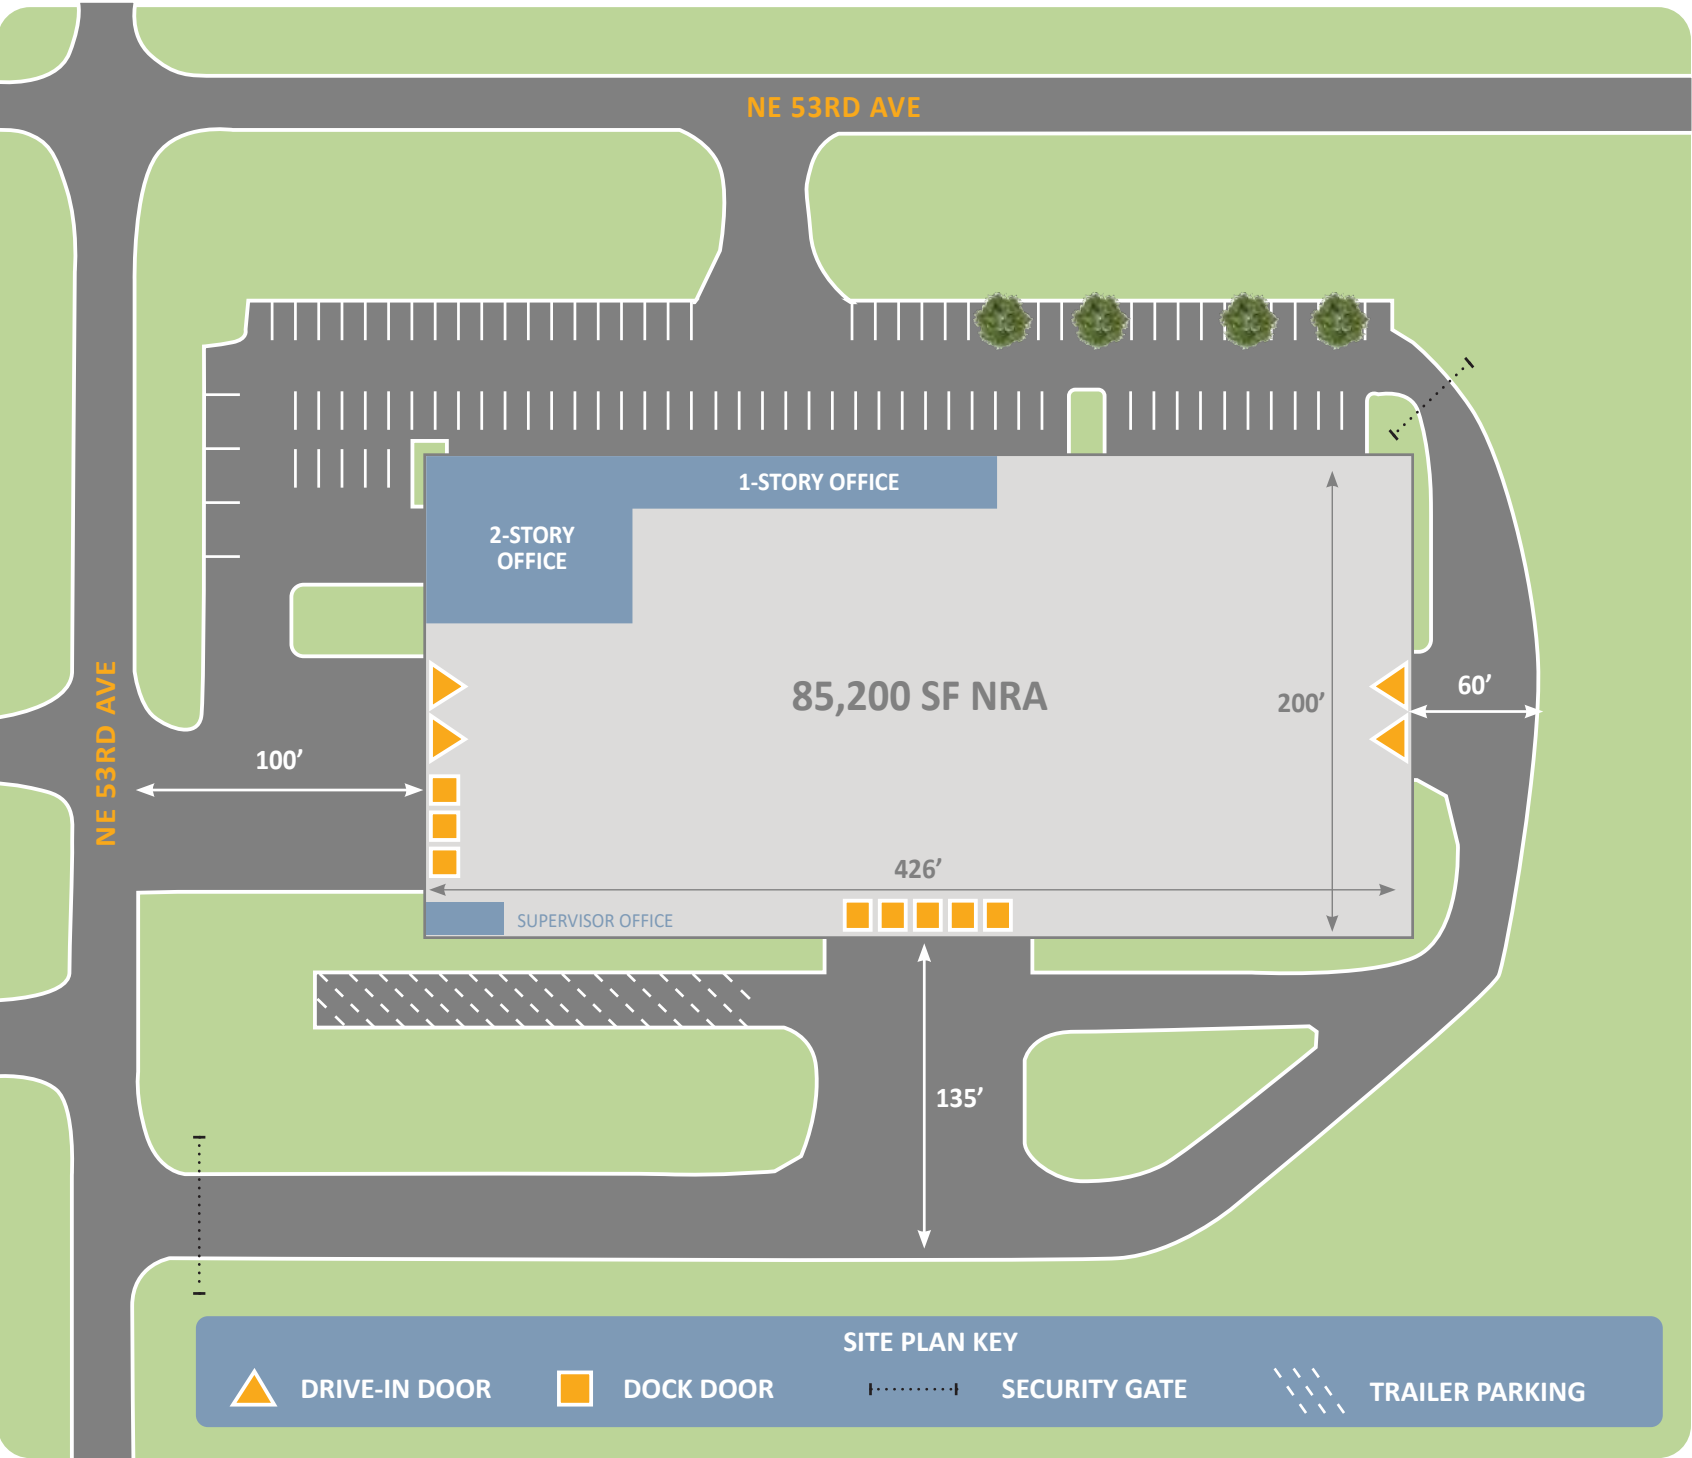 NE 53RD AVE
1-STORY OFFICE
2-STORY
OFFICE
NE 53RD AVE
85,200 SF NRA
200’
60’
100’
426’
SUPERVISOR OFFICE
135’
SITE PLAN KEY
DRIVE-IN DOOR
DOCK DOOR
SECURITY GATE
TRAILER PARKING